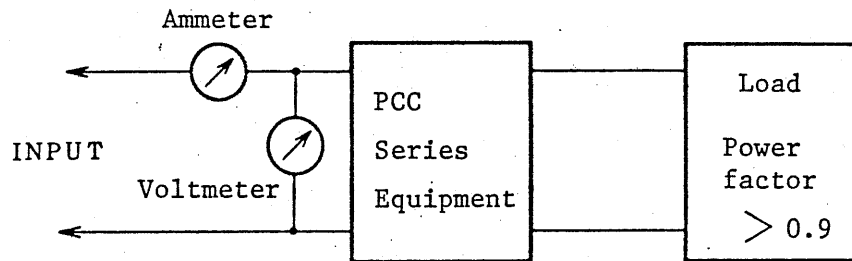 Ammeter
INPUT
Voltmeter
PCC
Series
Equipment
Load
Power
factor
> 0.9